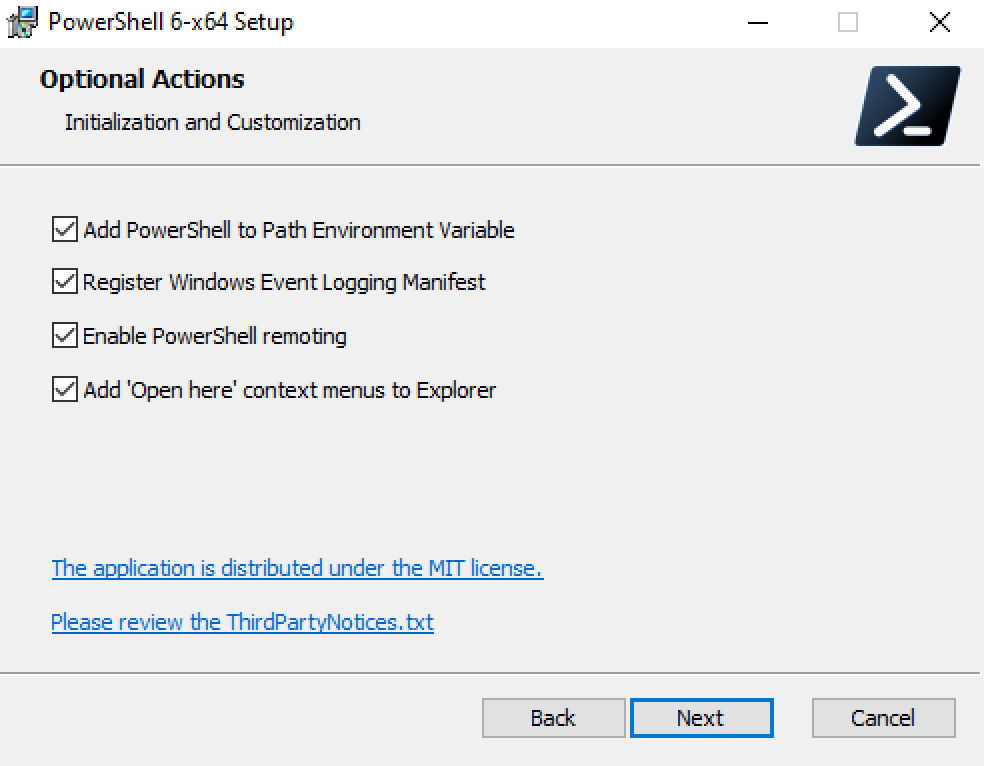 PowerShell 6-x64 Setup
Optional Actions
Initialization and Customization
Add PowerShell to Path Environment Variable
Register Windows Event Logging Manifest
Enable PowerShell remoting
Add 'Open here' context menus to Explorer
The application is distributed under the MIT license.
Please review the ThirdPartyNotices.txt
Back Next Cancel